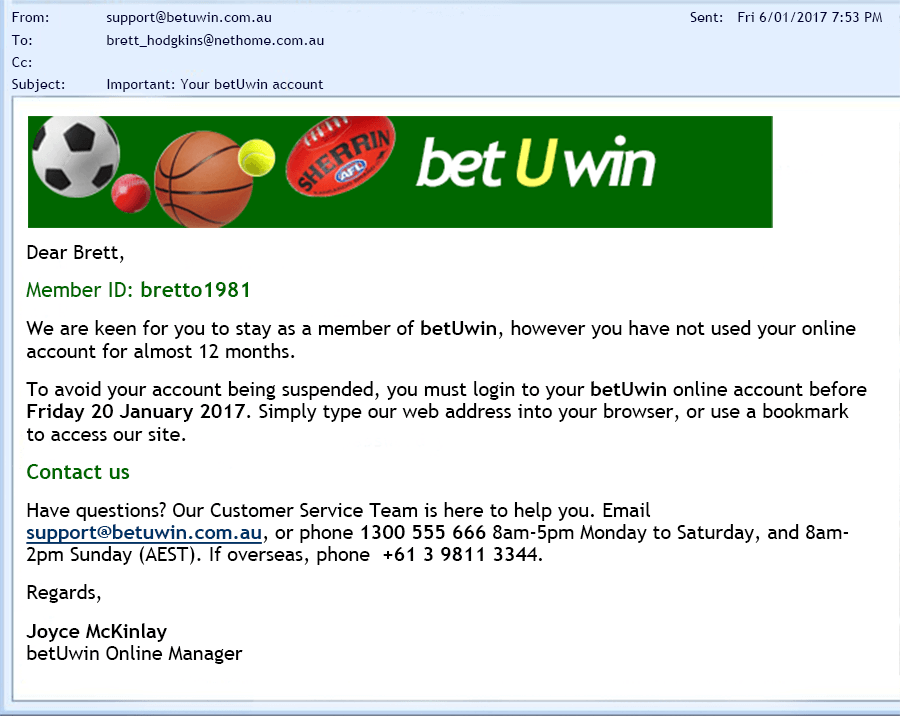 From: support@betuwin.com.au Sent: Fri 6/01/2017 7:53 PM
To: brett_hodgkins@nethome.com.au
Cc:
Subject: Important: Your betUwin account
SHERRIN
AFL
bet U win
Dear Brett,
Member ID: bretto1981
We are keen for you to stay as a member of betUwin, however you have not used your online
account for almost 12 months.
To avoid your account being suspended, you must login to your betUwin online account before
Friday 20 January 2017. Simply type our web address into your browser, or use a bookmark
to access our site.
Contact us
Have questions? Our Customer Service Team is here to help you. Email
support@betuwin.com.au, or phone 1300 555 666 8am-5pm Monday to Saturday, and 8am-
2pm Sunday (AEST). If overseas, phone +61 3 9811 3344.
Regards,
Joyce McKinlay
betUwin Online Manager